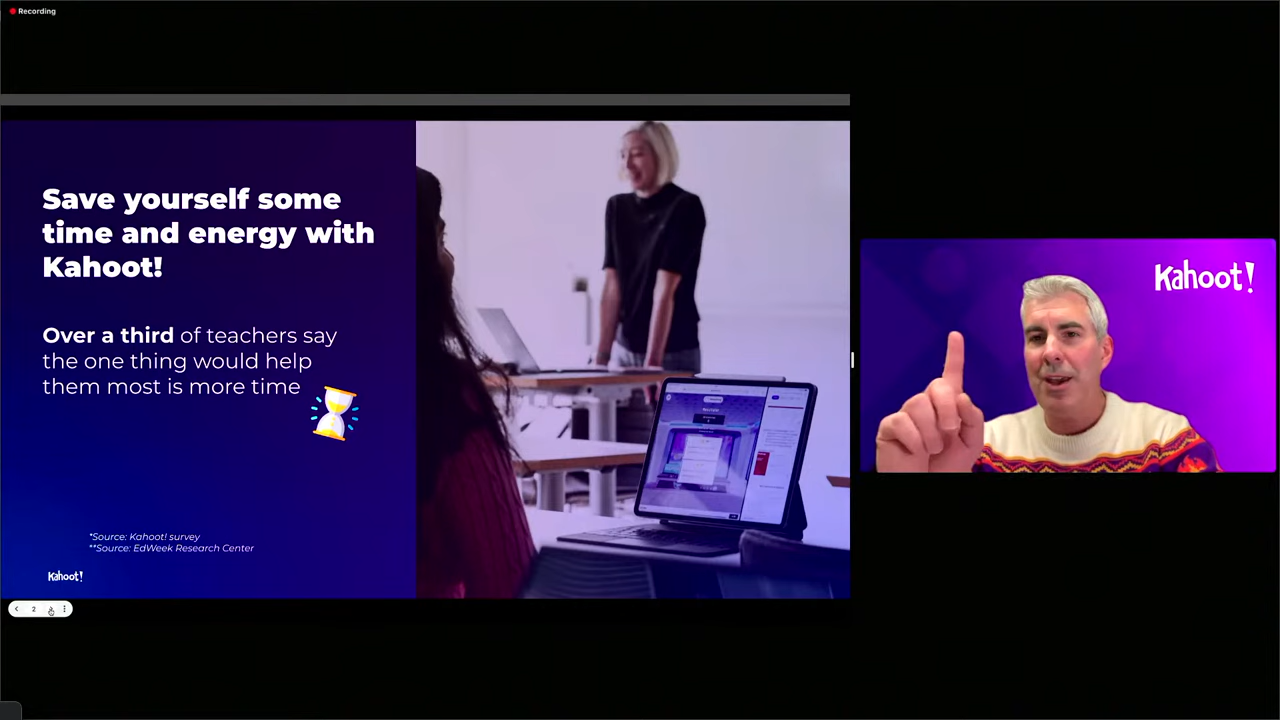 Recording
Save yourself some
time and energy with
Kahoot!
Over a third of teachers say
the one thing would help
them most is more time
*Source: Kahoot! survey
**Source: EdWeek Research Center
Kahoot!
2
Kahoot!